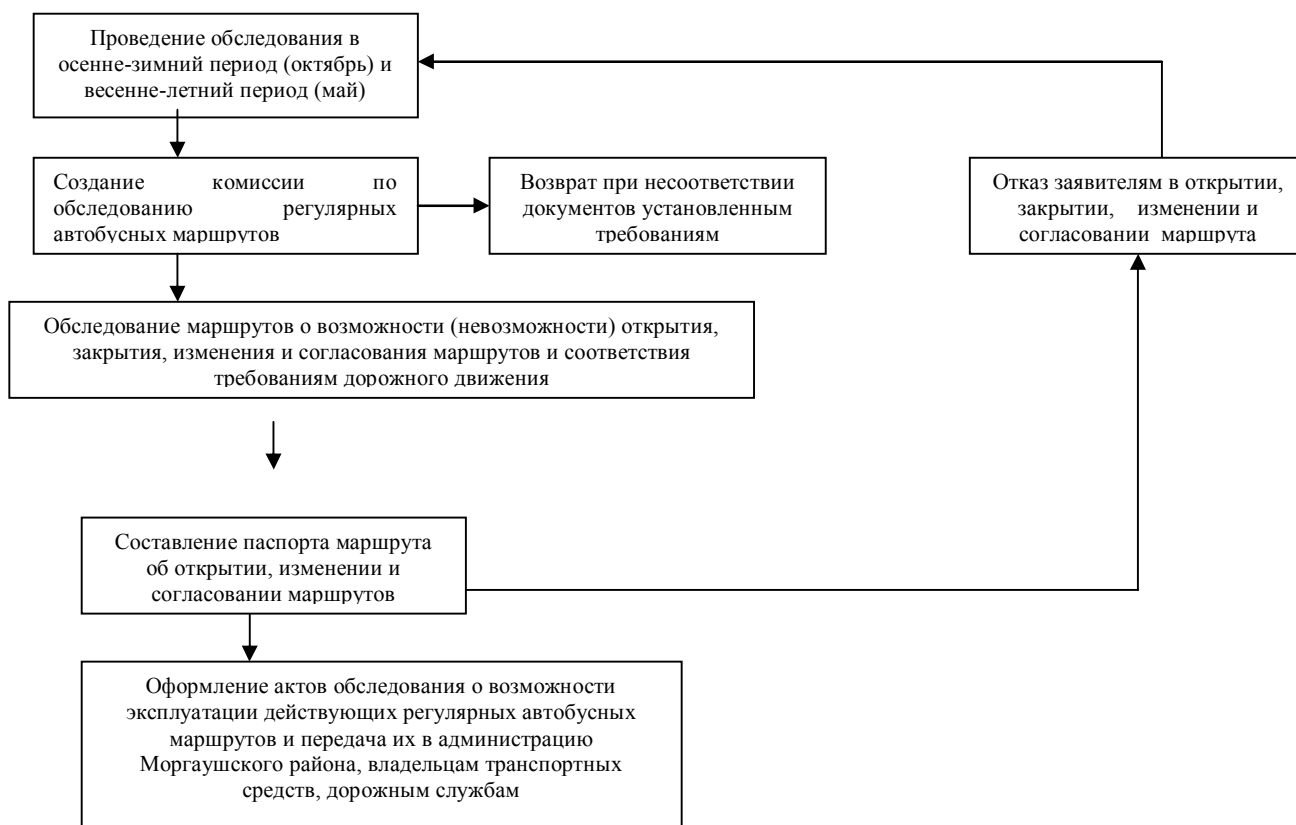 Проведение обследования в
осенне-зимний период (октябрь) и
весенне-летний период (май)
Создание комиссии по
обследованию регулярных
автобусных маршрутов
Возврат при несоответствии
документов установленным
требованиям
Отказ заявителям в открытии,
закрытии, изменении и
согласовании маршрута
Обследование маршрутов о возможности (невозможности) открытия,
закрытия, изменения и согласования маршрутов и соответствия
требованиям дорожного движения
Составление паспорта маршрута
об открытии, изменении и
согласовании маршрутов
Оформление актов обследования о возможности
эксплуатации действующих регулярных автобусных
маршрутов и передача их в администрацию
Моргаушского района, владельцам транспортных
средств, дорожным службам